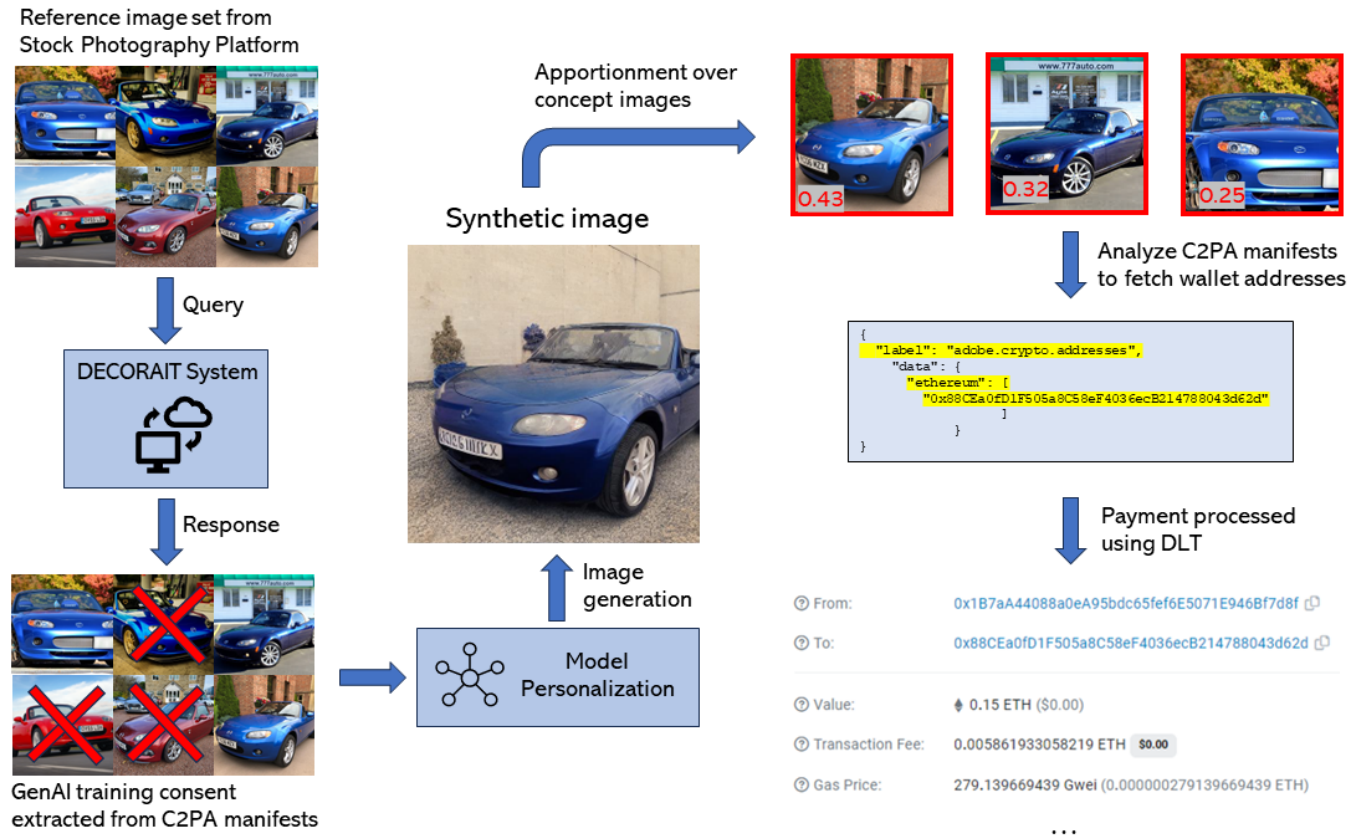 Reference image set from
Stock Photography Platform
www.777auto.com
Query
DECORAIT System
Response
www.777auto.com
GenAI training consent
extracted from C2PA manifests
Model
Personalization
Image
generation
Synthetic image
Apportionment over
concept images
0.43
www.777auto.com
0.32
0.25
Analyze C2PA manifests
to fetch wallet addresses
{
"label": "adobe.crypto.addresses",
"data": {
"ethereum": [
"0x88CEa0fD1F505a8C58eF4036ecB214788043d62d"
]
}
}
Payment processed
using DLT
From: 0x1B7aA44088a0eA95bdc65fef6E5071E946Bf7d8f
To: 0x88CEa0fD1F505a8C58eF4036ecB214788043d62d
Value: 0.15 ETH ($0.00)
Transaction Fee: 0.005861933058219 ETH $0.00
Gas Price: 279.139669439 Gwei (0.000000279139669439 ETH)
...